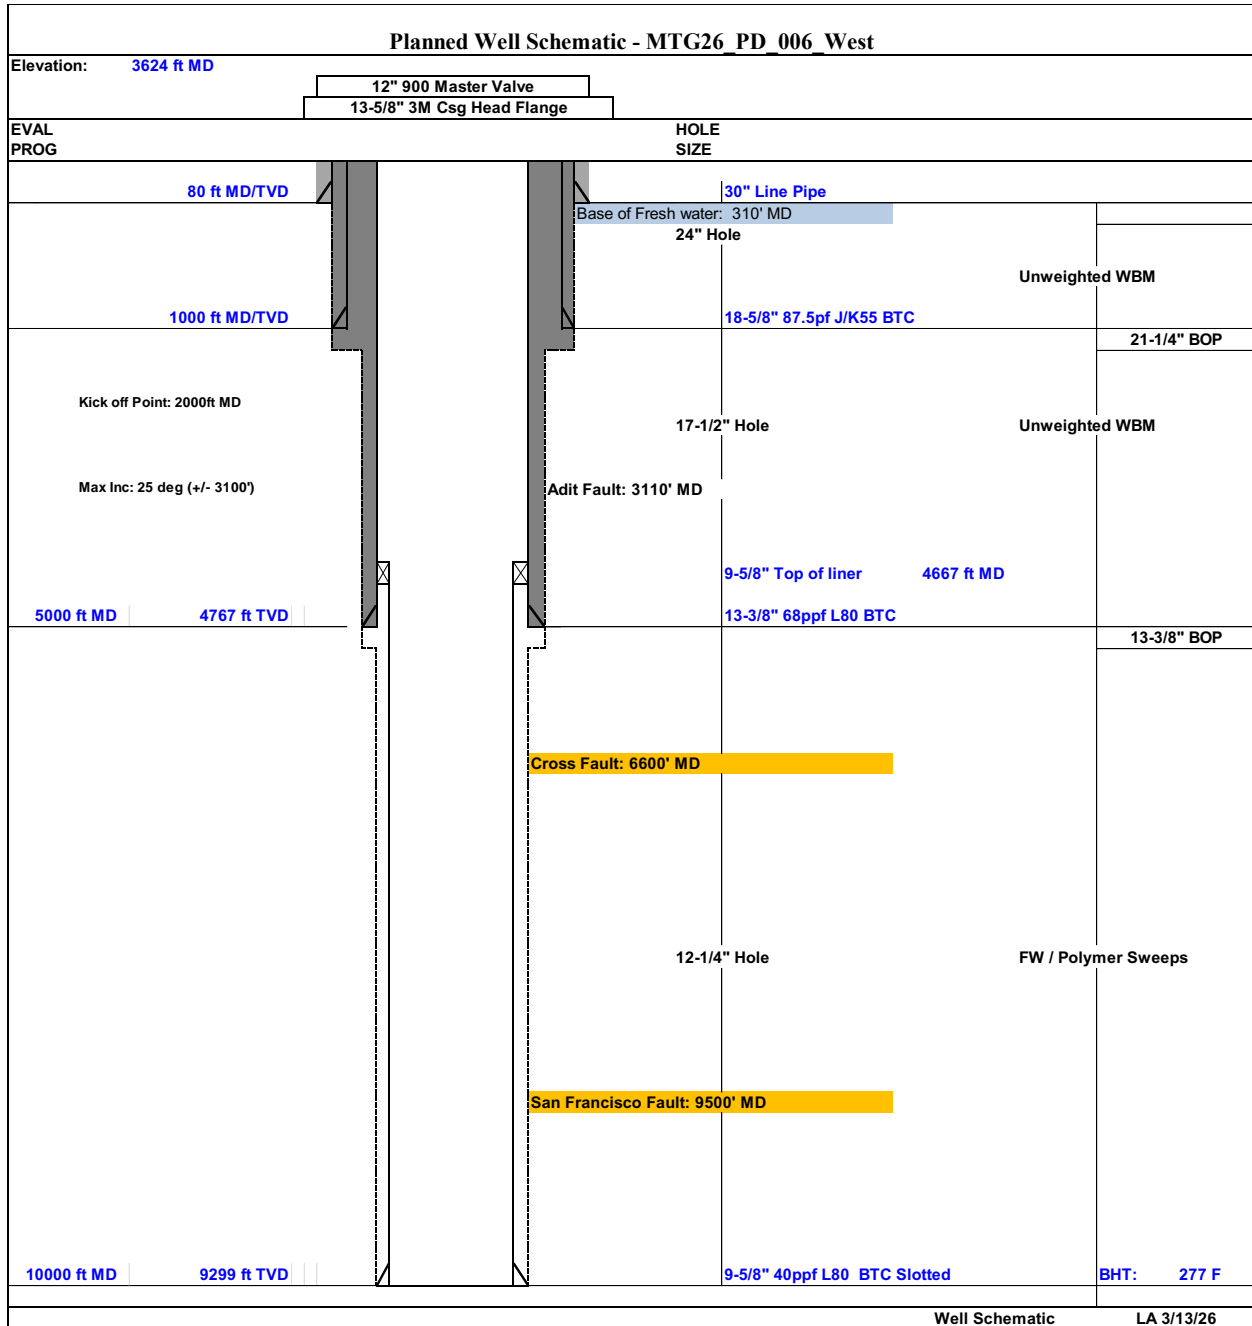 Planned Well Schematic - MTG26_PD_006_West
Elevation: 3624 ft MD
12" 900 Master Valve
13-5/8" 3M Csg Head Flange
EVAL HOLE
PROG SIZE
80 ft MD/TVD 30" Line Pipe
Base of Fresh water: 310' MD
24" Hole
Unweighted WBM
1000 ft MD/TVD 18-5/8" 87.5pf J/K55 BTC
21-1/4" BOP
Kick off Point: 2000ft MD
17-1/2" Hole Unweighted WBM
Max Inc: 25 deg (+/- 3100') Adit Fault: 3110' MD
9-5/8" Top of liner 4667 ft MD
5000 ft MD 4767 ft TVD 13-3/8" 68ppf L80 BTC
13-3/8" BOP
Cross Fault: 6600' MD
12-1/4" Hole FW / Polymer Sweeps
San Francisco Fault: 9500' MD
10000 ft MD 9299 ft TVD 9-5/8" 40ppf L80  BTC Slotted BHT: 277 F
Well Schematic LA 3/13/26